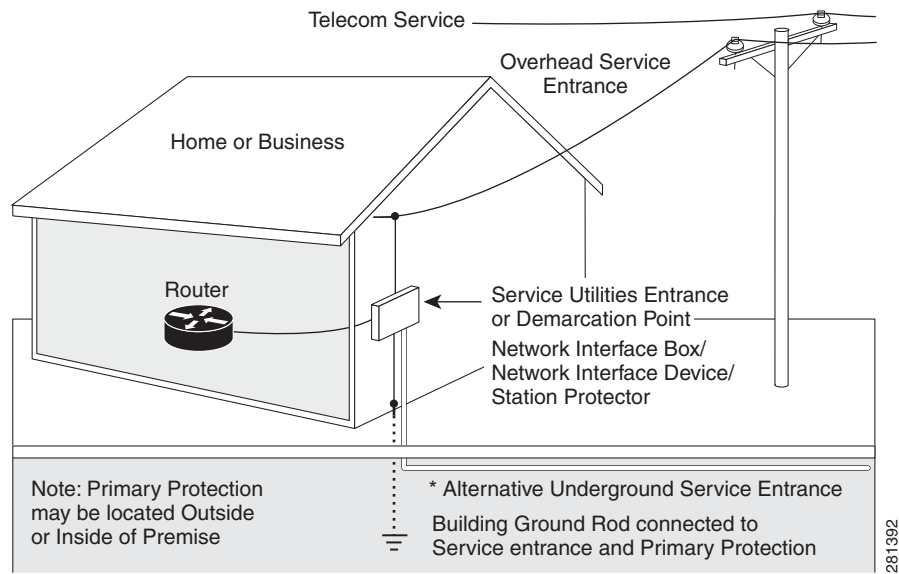 Telecom Service
Overhead Service
Entrance
Home or Business
Router
Service Utilities Entrance
or Demarcation Point
Network Interface Box/
Network Interface Device/
Station Protector
Note: Primary Protection
may be located Outside
or Inside of Premise
* Alternative Underground Service Entrance
Building Ground Rod connected to
Service entrance and Primary Protection
281392